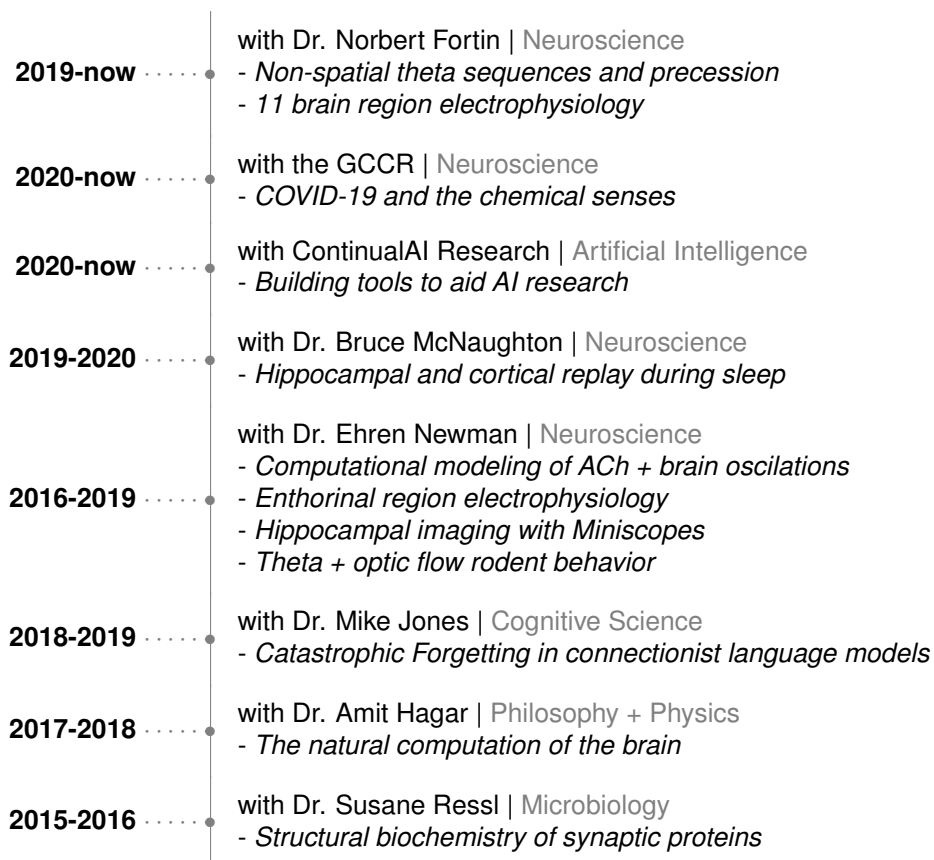 with Dr. Norbert Fortin | Neuroscience
2019-now - Non-spatial theta sequences and precession
- 11 brain region electrophysiology
with the GCCR | Neuroscience
2020-now
- COVID-19 and the chemical senses
with ContinualAI Research | Artificial Intelligence
2020-now
- Building tools to aid AI research
with Dr. Bruce McNaughton | Neuroscience
2019-2020
- Hippocampal and cortical replay during sleep
with Dr. Ehren Newman | Neuroscience
- Computational modeling of ACh + brain oscilations
2016-2019 - Enthorinal region electrophysiology
- Hippocampal imaging with Miniscopes
- Theta + optic flow rodent behavior
with Dr. Mike Jones | Cognitive Science
2018-2019
- Catastrophic Forgetting in connectionist language models
with Dr. Amit Hagar | Philosophy + Physics
2017-2018
- The natural computation of the brain
with Dr. Susane Ressl | Microbiology
2015-2016
- Structural biochemistry of synaptic proteins